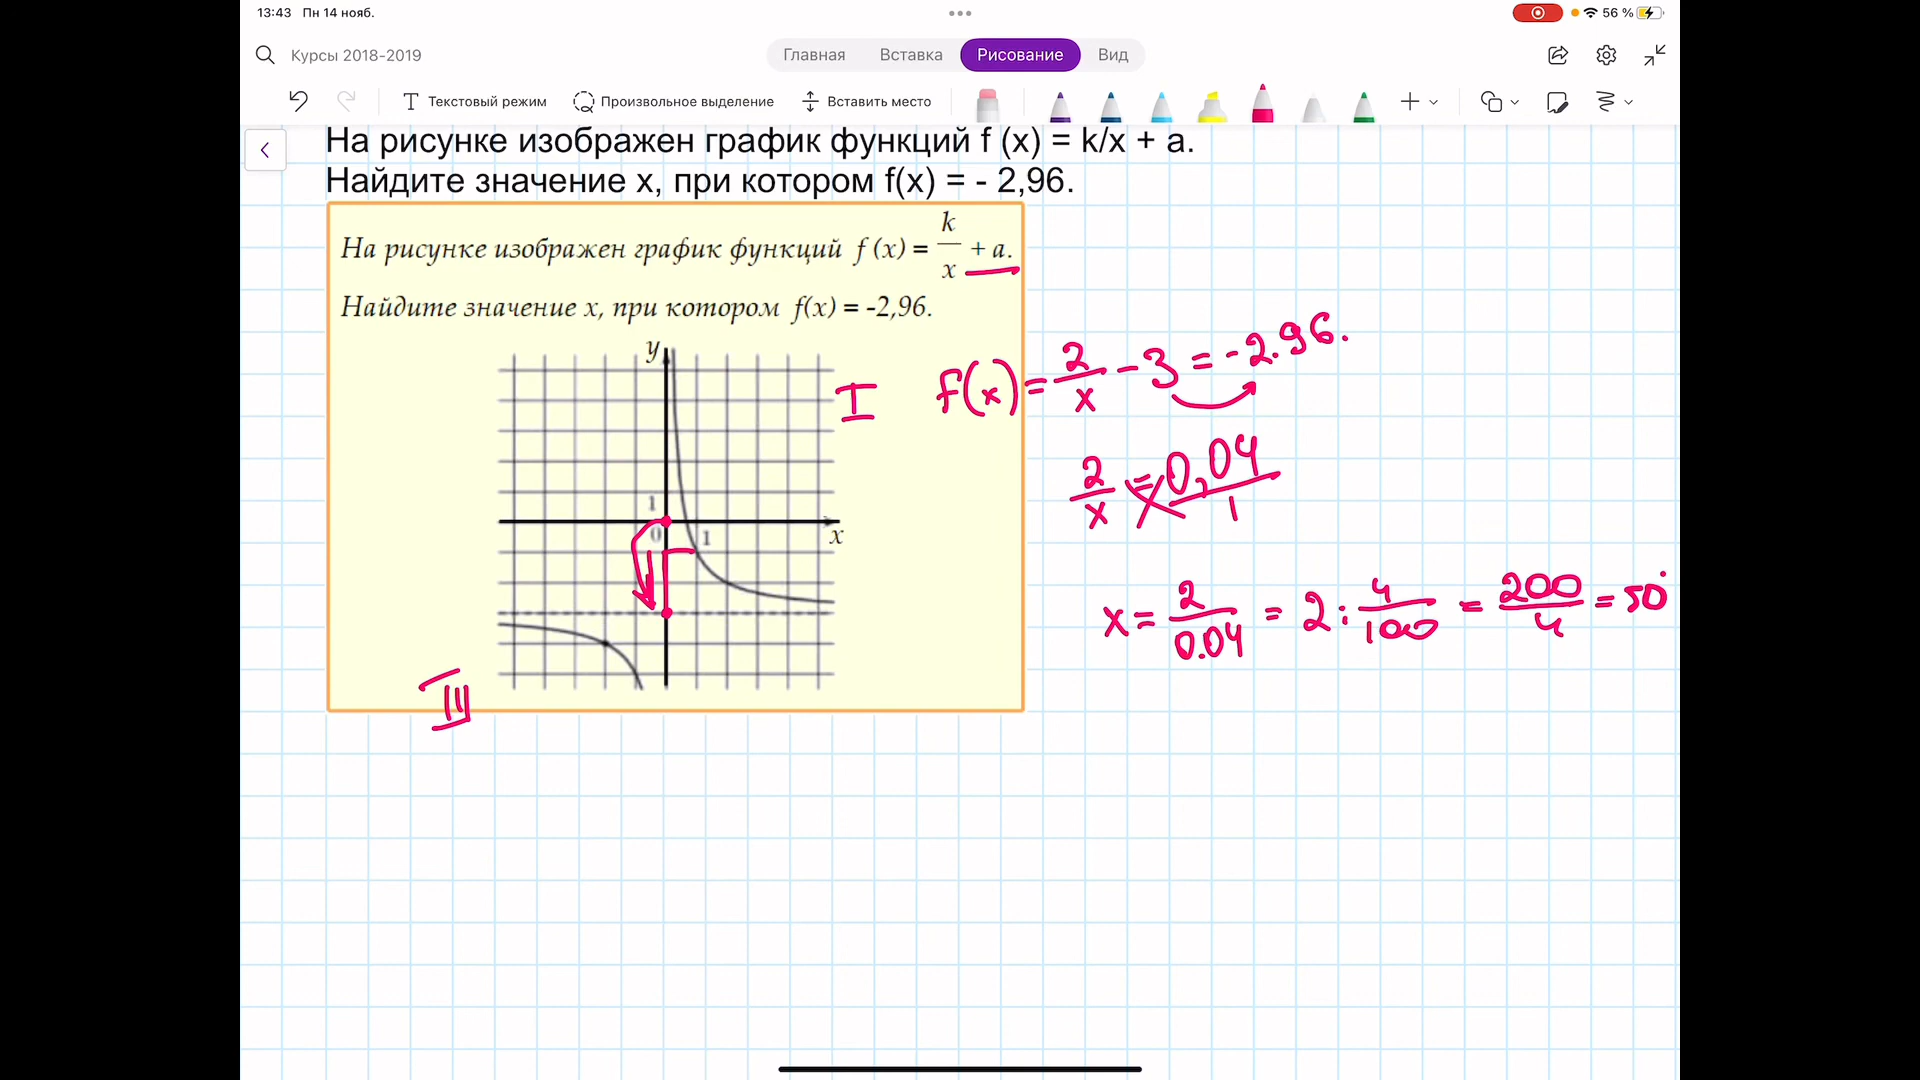 13:43 Пн 14 нояб.
56 %
Курсы 2018-2019
Главная Вставка Рисование Вид
Текстовый режим Произвольное выделение Вставить место
На рисунке изображен график функций f (x) = k/x + a.
Найдите значение x, при котором f(x) = - 2,96.
На рисунке изображен график функций f (x) = k/x + a.
Найдите значение x, при котором f(x) = -2,96.
y
I
f(x) = 2/x - 3 = -2.96.
2/x = 0,04/1
1
0 1 x
x = 2/0.04 = 2 : 4/100 = 200/4 = 50
III